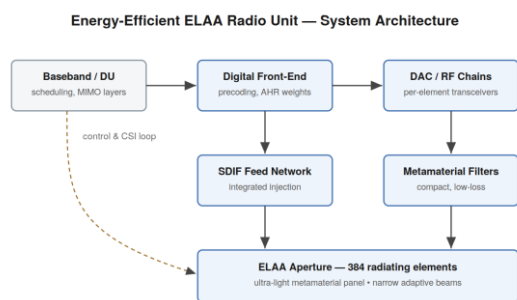 Energy-Efficient ELAA Radio Unit — System Architecture
Baseband / DU
scheduling, MIMO layers
Digital Front-End
precoding, AHR weights
DAC / RF Chains
per-element transceivers
control & CSI loop
SDIF Feed Network
integrated injection
Metamaterial Filters
compact, low-loss
ELAA Aperture — 384 radiating elements
ultra-light metamaterial panel • narrow adaptive beams